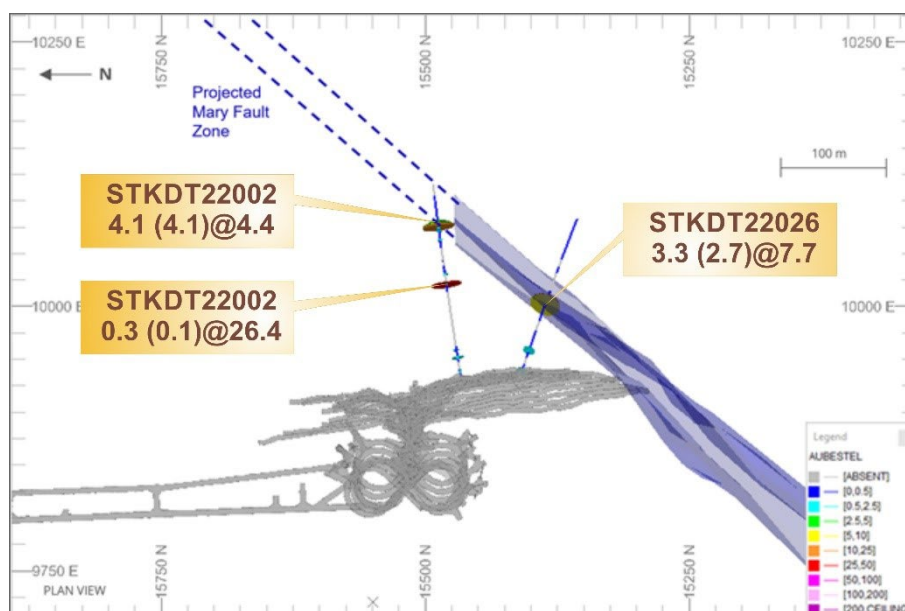 10250 E
15750 N
15500 N
15250 N
10250 E
N
Projected
Mary Fault
Zone
100 m
STKDT22002
4.1 (4.1)@4.4
STKDT22026
3.3 (2.7)@7.7
STKDT22002
0.3 (0.1)@26.4
10000 E
10000 E
Legend
AUBESTEL
[ABSENT]
[0,0.5]
[0.5,2.5]
[2.5,5]
[5,10]
[10,25]
[25,50]
[50,100]
[100,200]
[200,CEILING
9750 E
PLAN VIEW
15750 N
15500 N
15250 N